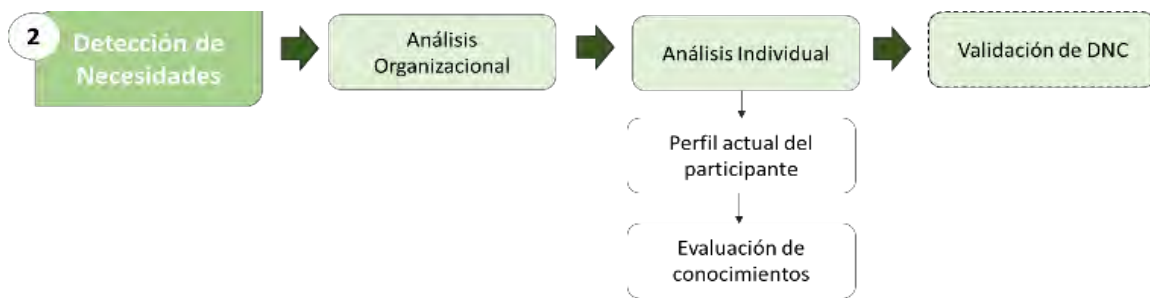 2
Detección de
Necesidades
Análisis
Organizacional
Análisis Individual
Validación de DNC
Perfil actual del
participante
Evaluación de
conocimientos